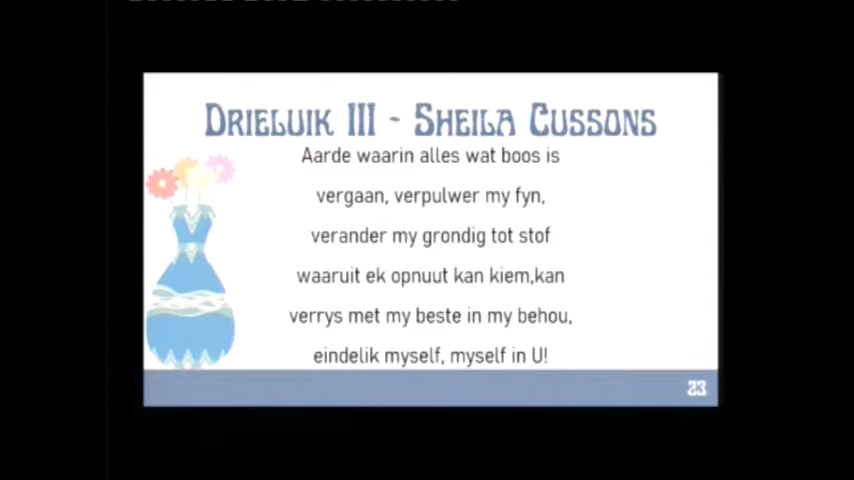 Drieluik III - Sheila Cussons
Aarde waarin alles wat boos is
vergaan, verpulwer my fyn,
verander my grondig tot stof
waaruit ek opnuut kan kiem,kan
verrys met my beste in my behou,
eindelik myself, myself in U!
23